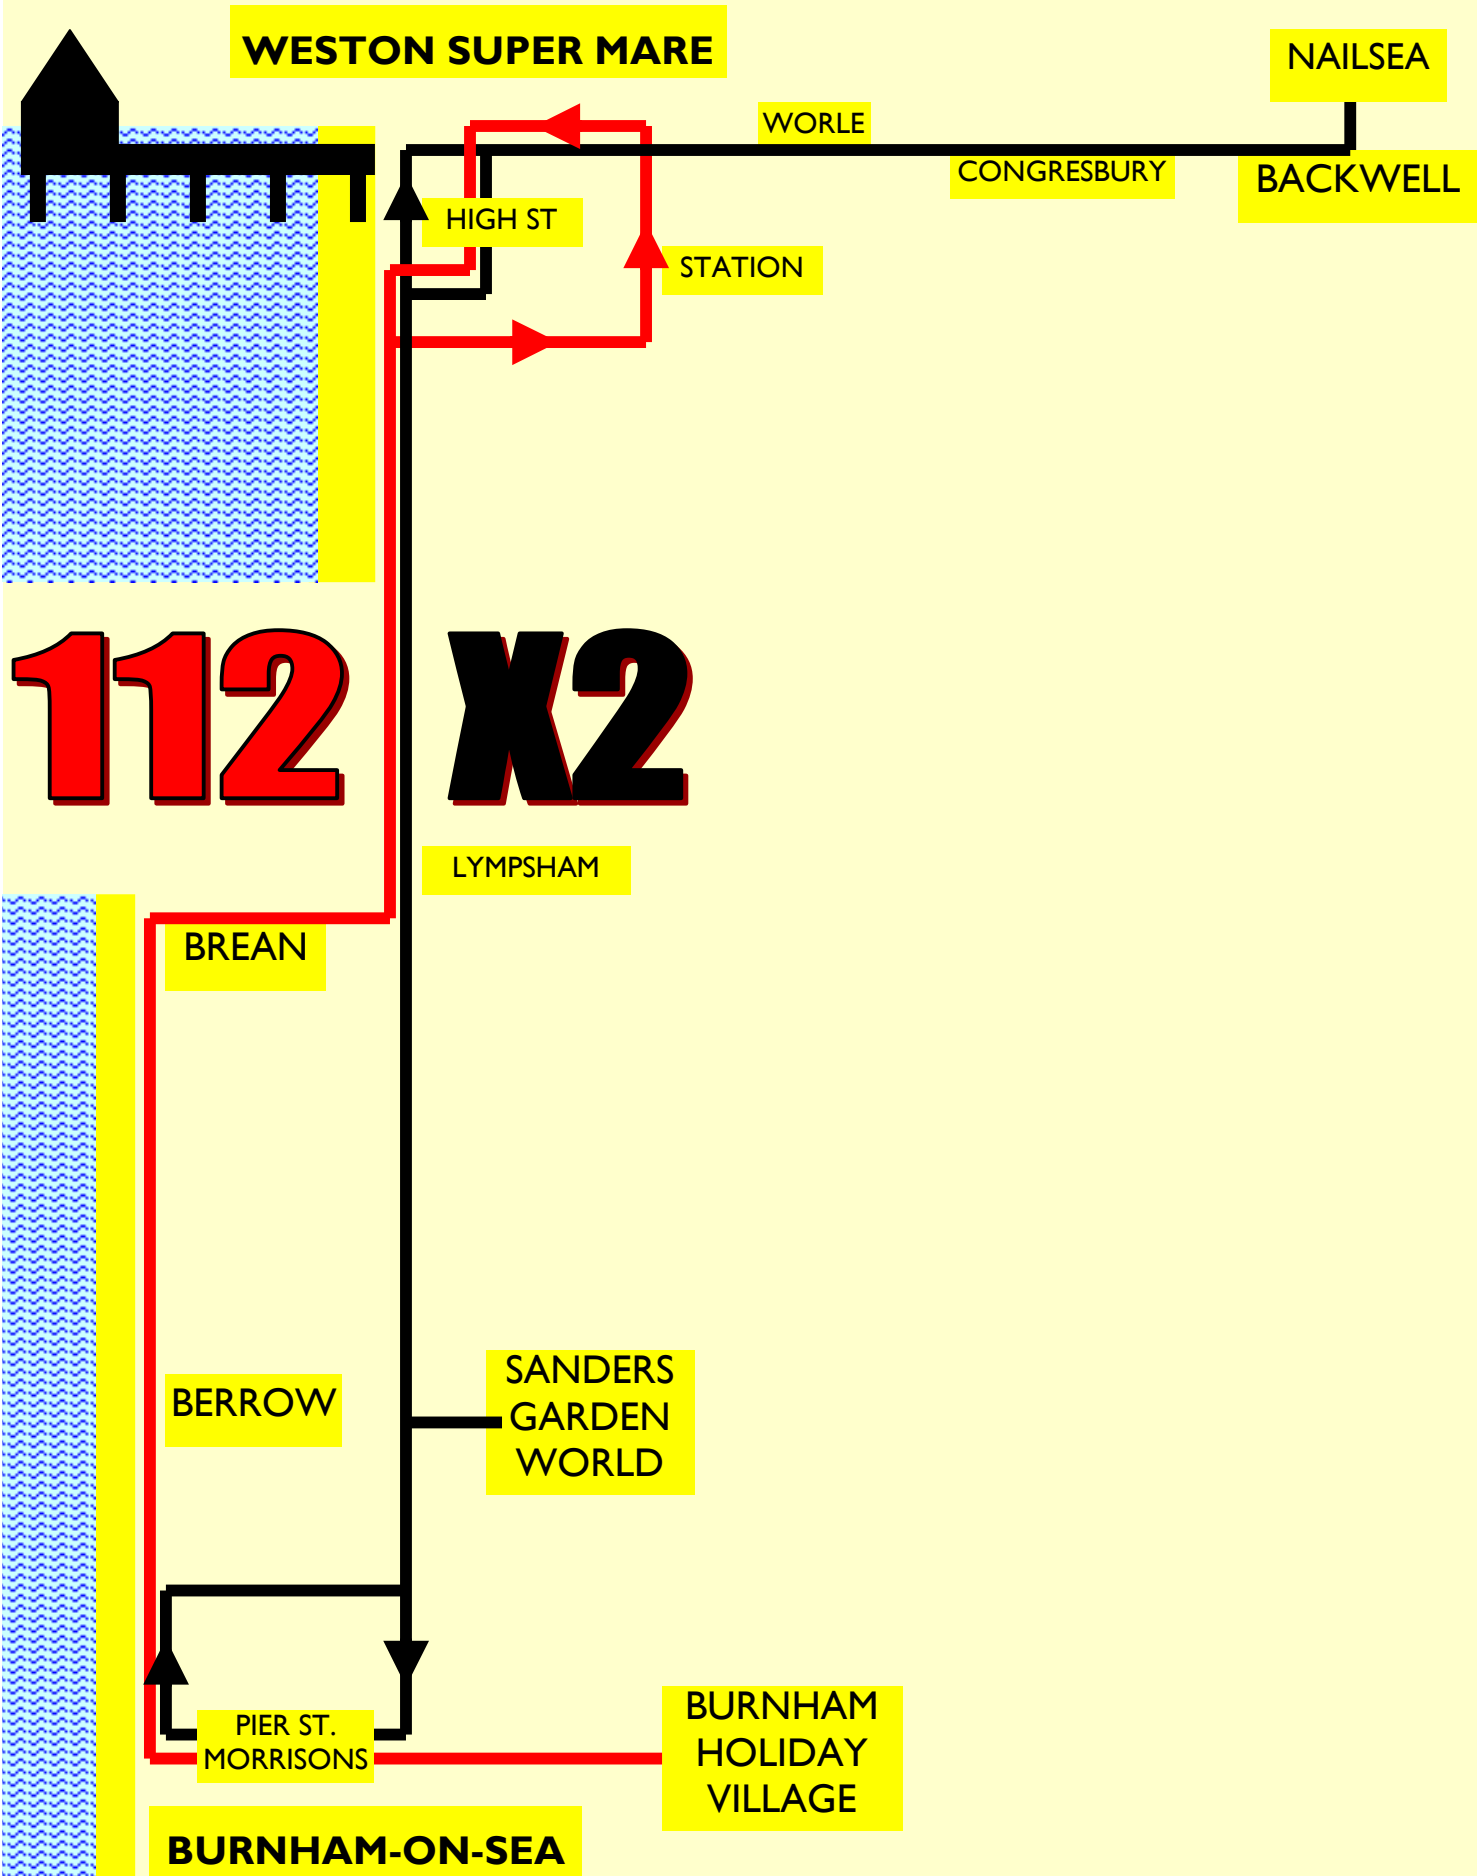 WESTON SUPER MARE
NAILSEA
WORLE
CONGRESBURY
BACKWELL
HIGH ST
STATION
112 X2
LYMPSHAM
BREAN
SANDERS
GARDEN
WORLD
BERROW
PIER ST.
MORRISONS
BURNHAM
HOLIDAY
VILLAGE
BURNHAM-ON-SEA